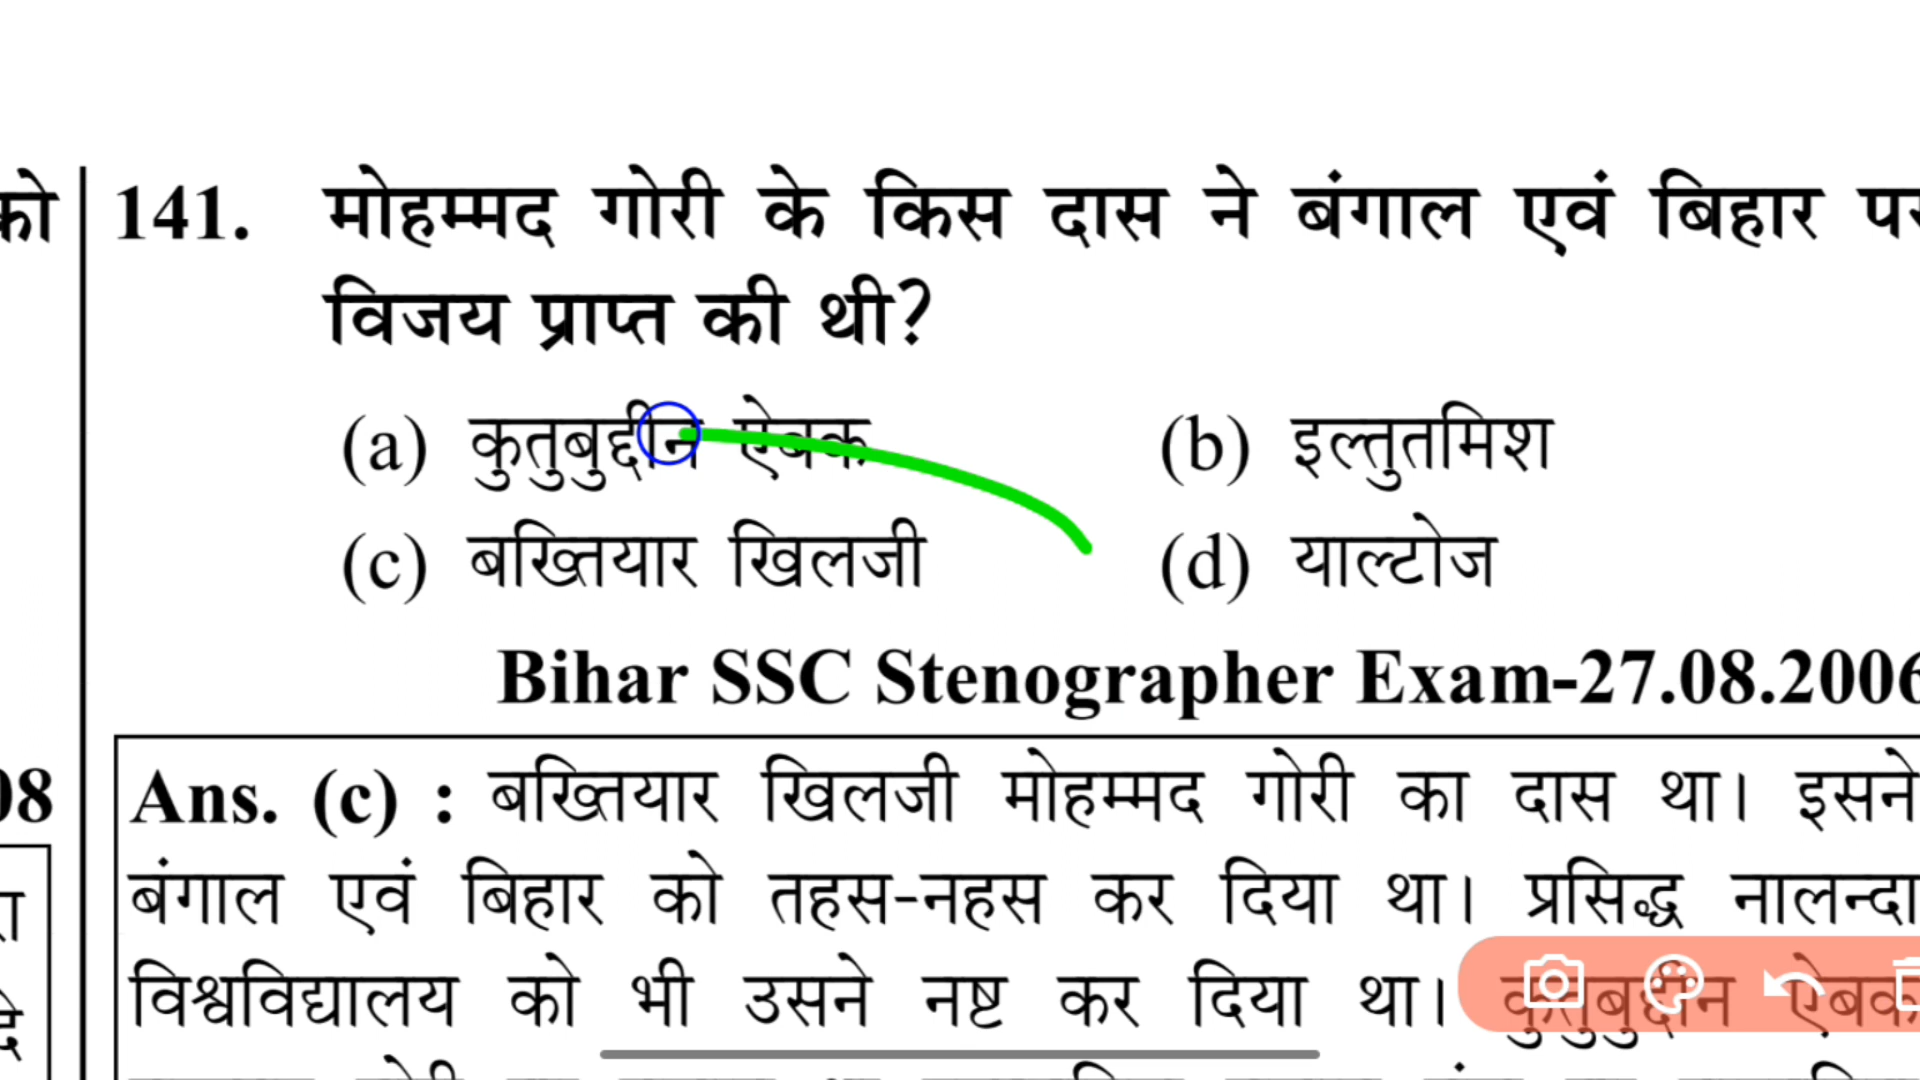 को
141. मोहम्मद गोरी के किस दास ने बंगाल एवं बिहार पर
विजय प्राप्त की थी?
(a) कुतुबुद्दीन ऐबक (b) इल्तुतमिश
(c) बख्तियार खिलजी (d) याल्टोज
Bihar SSC Stenographer Exam-27.08.2006
08
Ans. (c) : बख्तियार खिलजी मोहम्मद गोरी का दास था। इसने
बंगाल एवं बिहार को तहस-नहस कर दिया था। प्रसिद्ध नालन्दा
विश्वविद्यालय को भी उसने नष्ट कर दिया था। कुतुबुद्दीन ऐबक